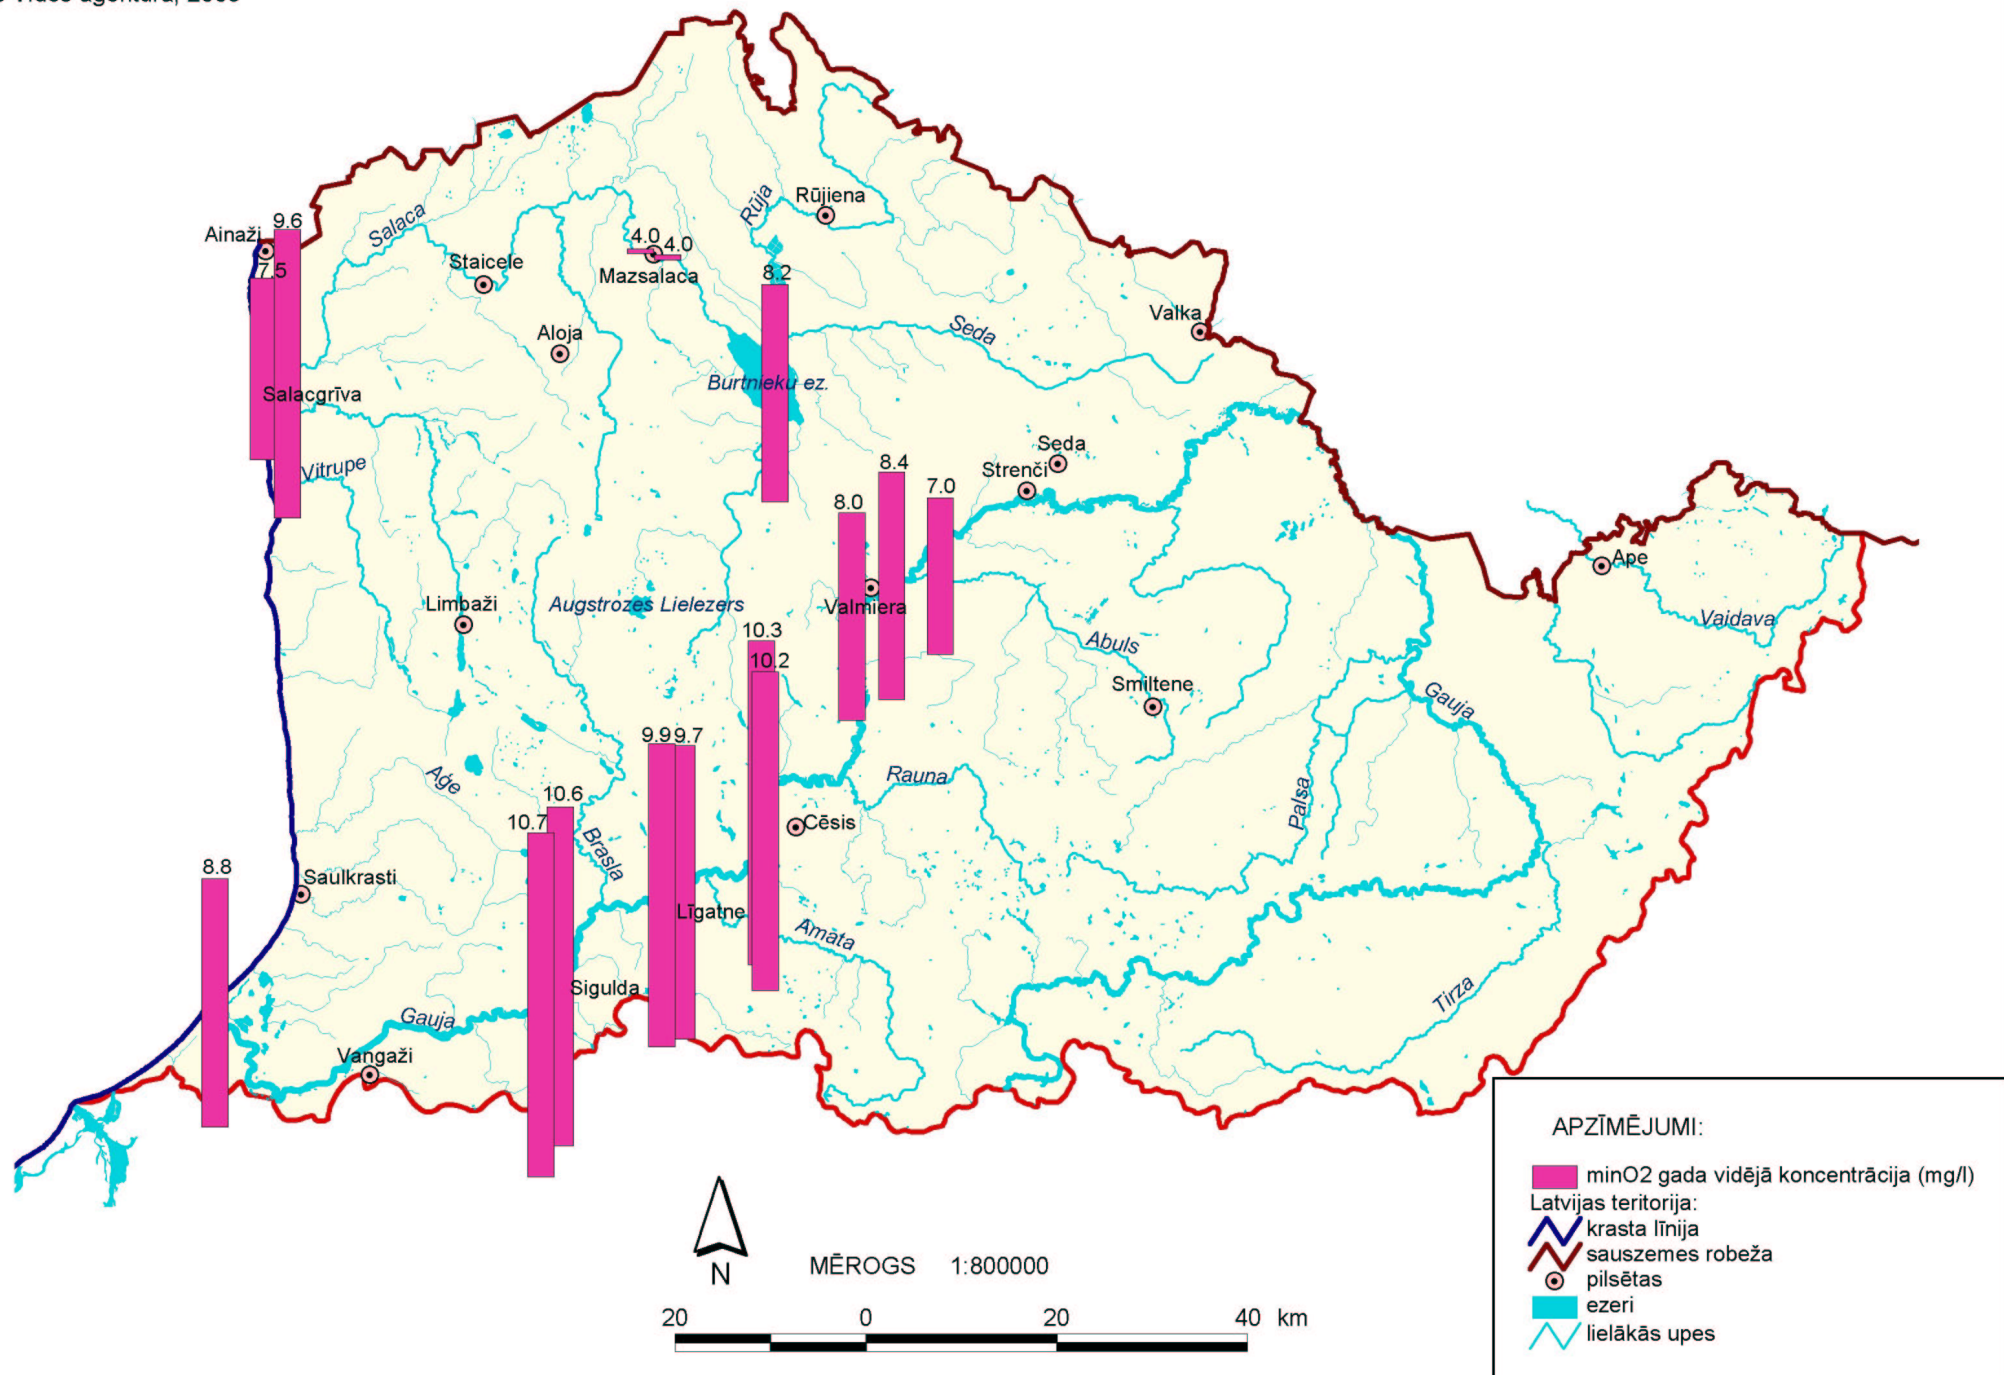 Vides aģentūra, 2003
Rūjiena
Rūja
9.6
Salaca
Ainaži
4.0
4.0
Staicele
7.5
Mazsalaca
8.2
Valka
Seda
Aloja
Burtnieku ez.
Salacgrīva
Seda
Vitrupe
8.4
Strenči
7.0
8.0
Ape
Limbaži
Augstrozes Lielezers
Valmiera
Vaidava
10.3
Abuls
10.2
Smiltene
Gauja
9.9
9.7
Aģe
Rauna
10.6
Palsa
10.7
Cēsis
Brasla
8.8
Saulkrasti
Līgatne
Amata
Sigulda
Tirza
Gauja
Vangaži
APZĪMĒJUMI:
minO2 gada vidējā koncentrācija (mg/l)
Latvijas teritorija:
krasta līnija
sauszemes robeža
pilsētas
ezeri
lielākās upes
N
MĒROGS 1:800000
20 0 20 40 km